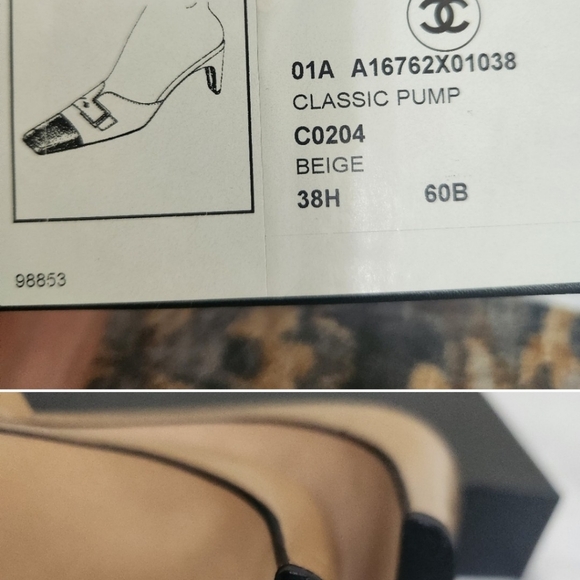 01A A16762X01038
CLASSIC PUMP
C0204
BEIGE
38H 60B
98853